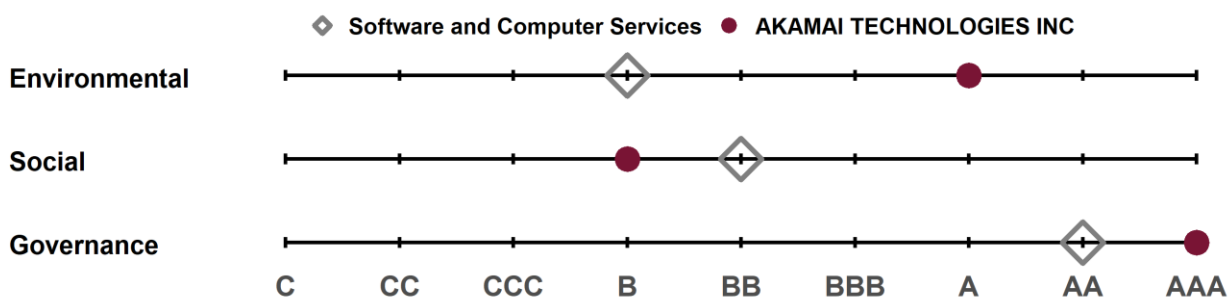 Software and Computer Services AKAMAI TECHNOLOGIES INC
Environmental
Social
Governance
C CC CCC B BB BBB A AA AAA